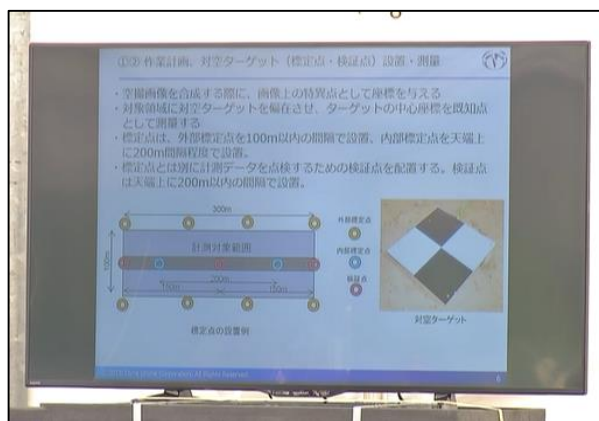 ①② 作業計画、対空ターゲット（標定点・検証点）設置・測量
・空撮画像を合成する際に、画像上の特異点として座標を与える
・対象領域に対空ターゲットを偏在させ、ターゲットの中心座標を既知点
として測量する
・標定点は、外部標定点を100m以内の間隔で設置、内部標定点を天端上
に200m間隔程度で設置。
・標定点とは別に計測データを点検するための検証点を配置する。検証点
は天端上に200m以内の間隔で設置。
300m
外部標定点
計測対象範囲
100m
内部標定点
200m
検証点
150m
150m
標定点の設置例
対空ターゲット
Corporation. All Rights Reserved.
6